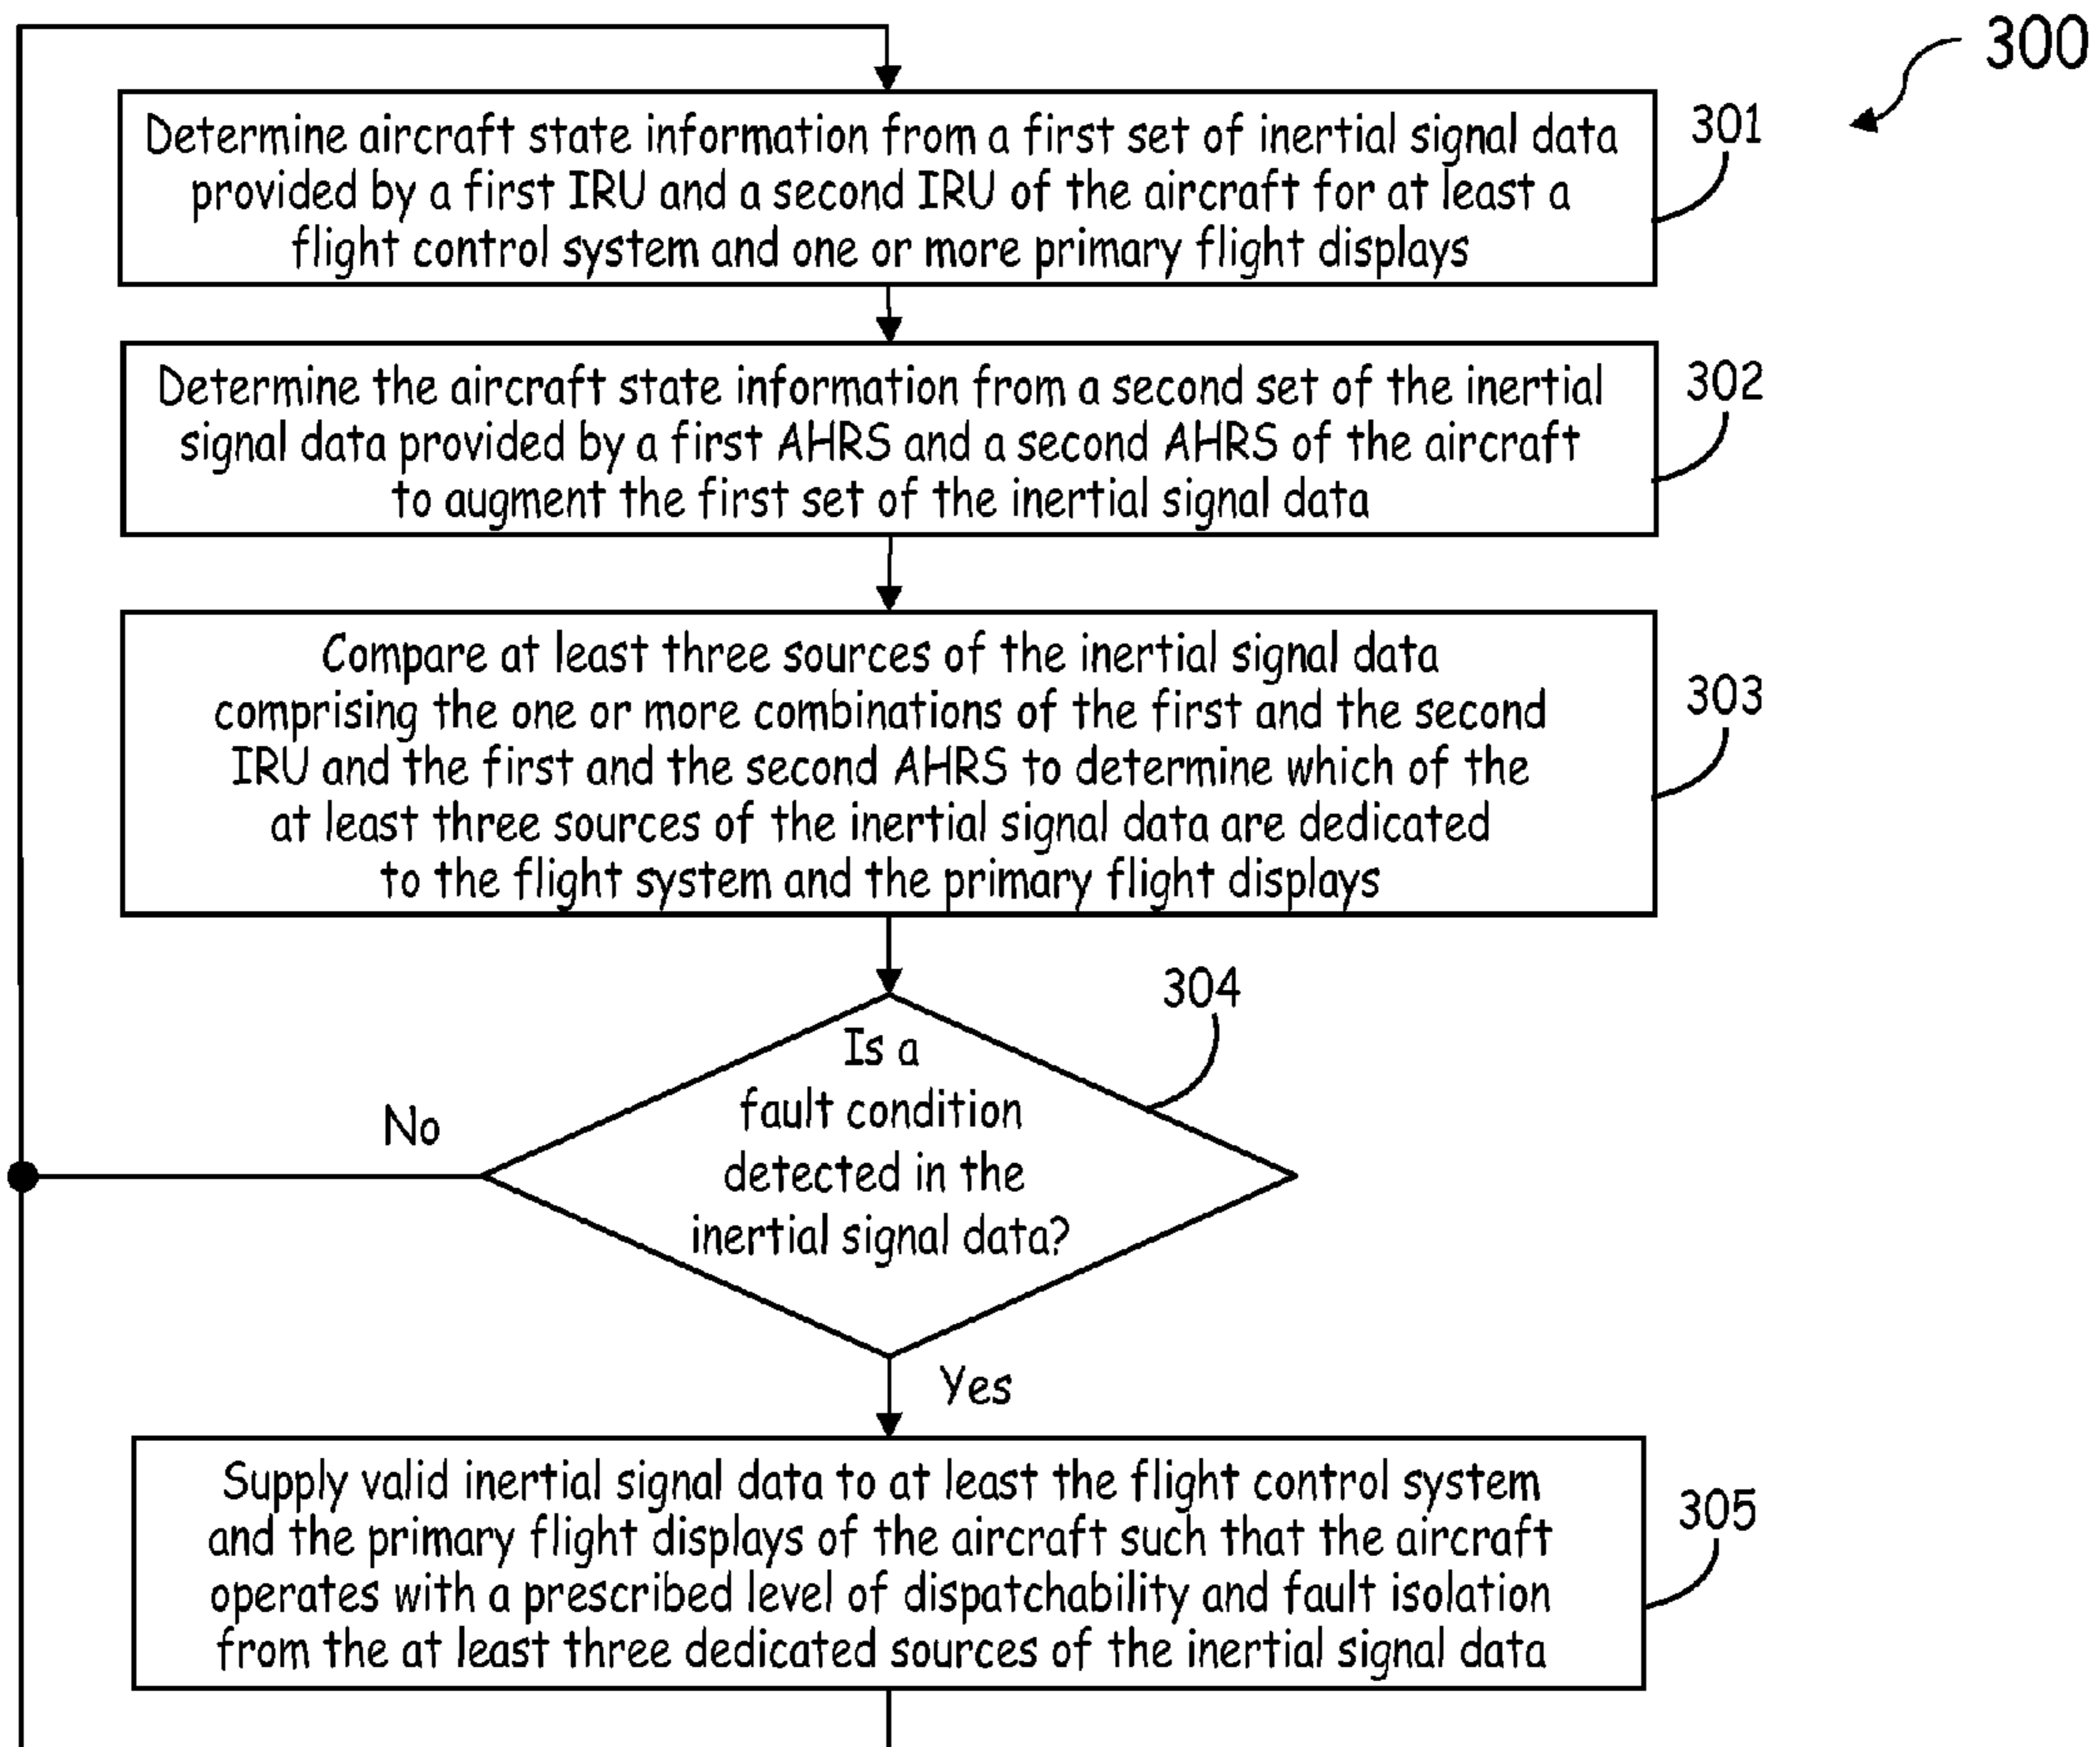 300
Determine aircraft state information from a first set of inertial signal data
provided by a first IRU and a second IRU of the aircraft for at least a
flight control system and one or more primary flight displays
301
Determine the aircraft state information from a second set of the inertial
signal data provided by a first AHRS and a second AHRS of the aircraft
to augment the first set of the inertial signal data
302
Compare at least three sources of the inertial signal data
comprising the one or more combinations of the first and the second
IRU and the first and the second AHRS to determine which of the
at least three sources of the inertial signal data are dedicated
to the flight system and the primary flight displays
303
304
Is a
fault condition
detected in the
inertial signal data?
No
Yes
Supply valid inertial signal data to at least the flight control system
and the primary flight displays of the aircraft such that the aircraft
operates with a prescribed level of dispatchability and fault isolation
from the at least three dedicated sources of the inertial signal data
305